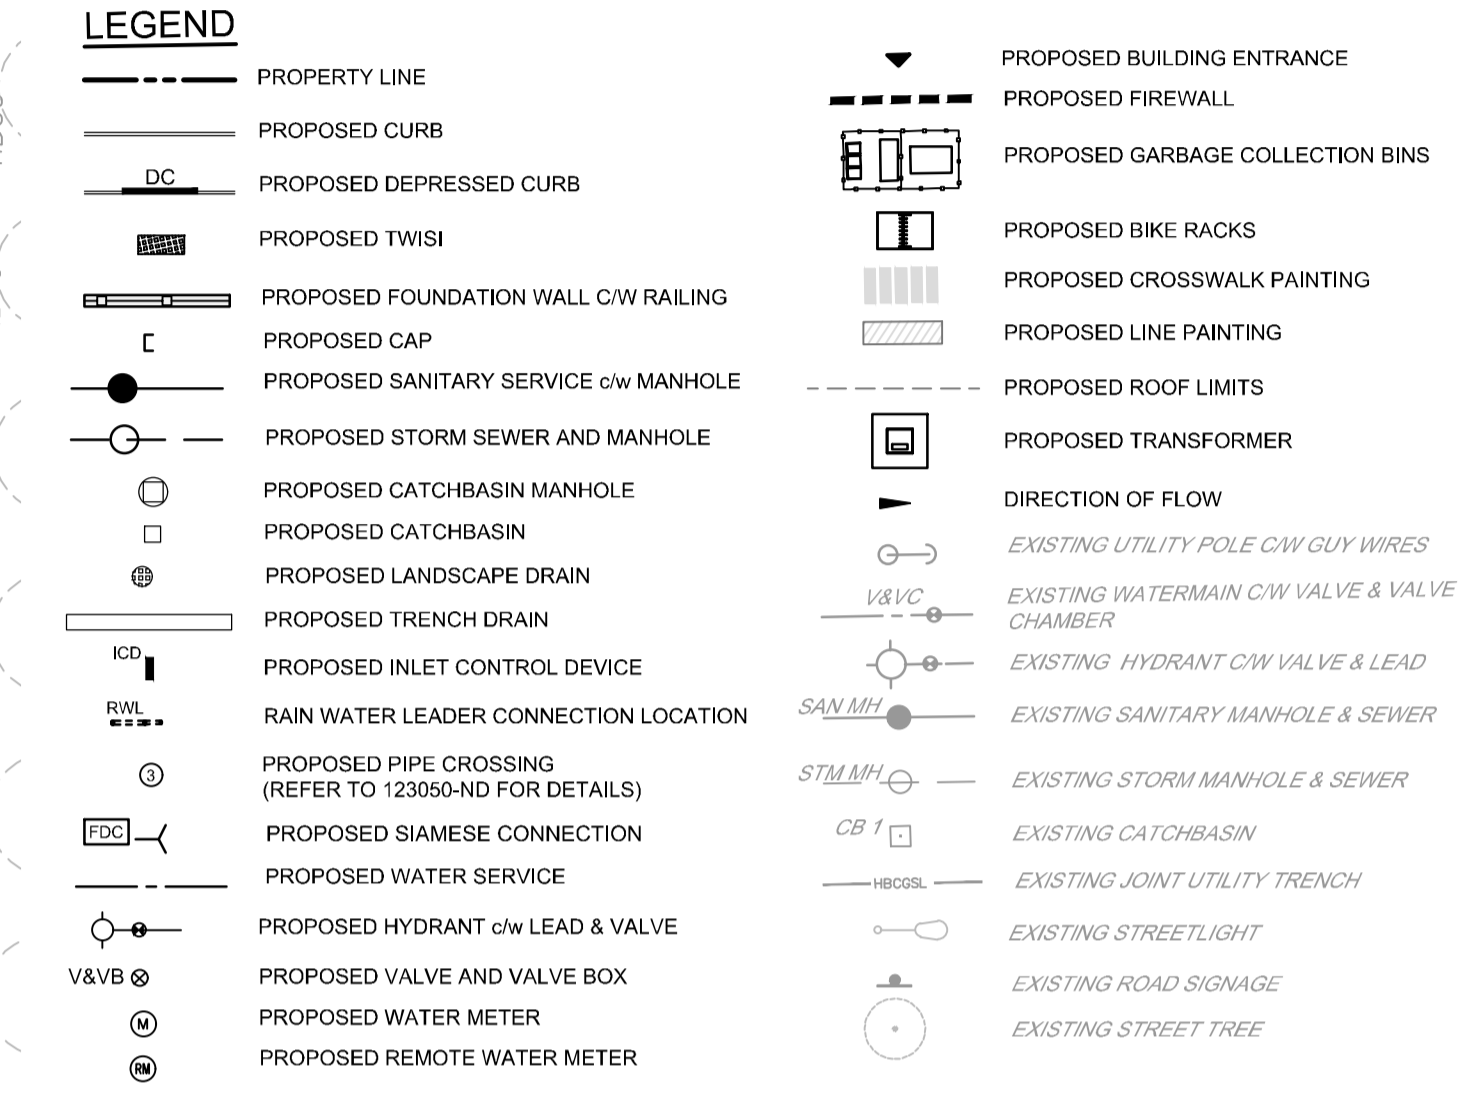 LEGEND
PROPERTY LINE
PROPOSED CURB
DC
PROPOSED DEPRESSED CURB
PROPOSED TWISI
PROPOSED FOUNDATION WALL C/W RAILING
PROPOSED CAP
PROPOSED SANITARY SERVICE c/w MANHOLE
PROPOSED STORM SEWER AND MANHOLE
PROPOSED CATCHBASIN MANHOLE
PROPOSED CATCHBASIN
PROPOSED LANDSCAPE DRAIN
PROPOSED TRENCH DRAIN
ICD
PROPOSED INLET CONTROL DEVICE
RWL
RAIN WATER LEADER CONNECTION LOCATION
3
PROPOSED PIPE CROSSING
(REFER TO 123050-ND FOR DETAILS)
FDC
PROPOSED SIAMESE CONNECTION
PROPOSED WATER SERVICE
PROPOSED HYDRANT c/w LEAD & VALVE
V&VB
PROPOSED VALVE AND VALVE BOX
M
PROPOSED WATER METER
RM
PROPOSED REMOTE WATER METER
PROPOSED BUILDING ENTRANCE
PROPOSED FIREWALL
PROPOSED GARBAGE COLLECTION BINS
PROPOSED BIKE RACKS
PROPOSED CROSSWALK PAINTING
PROPOSED LINE PAINTING
PROPOSED ROOF LIMITS
PROPOSED TRANSFORMER
DIRECTION OF FLOW
EXISTING UTILITY POLE C/W GUY WIRES
V&VC
EXISTING WATERMAIN C/W VALVE & VALVE
CHAMBER
EXISTING HYDRANT C/W VALVE & LEAD
SAN MH
EXISTING SANITARY MANHOLE & SEWER
STM MH
EXISTING STORM MANHOLE & SEWER
CB 1
EXISTING CATCHBASIN
HBCGSL
EXISTING JOINT UTILITY TRENCH
EXISTING STREETLIGHT
EXISTING ROAD SIGNAGE
EXISTING STREET TREE